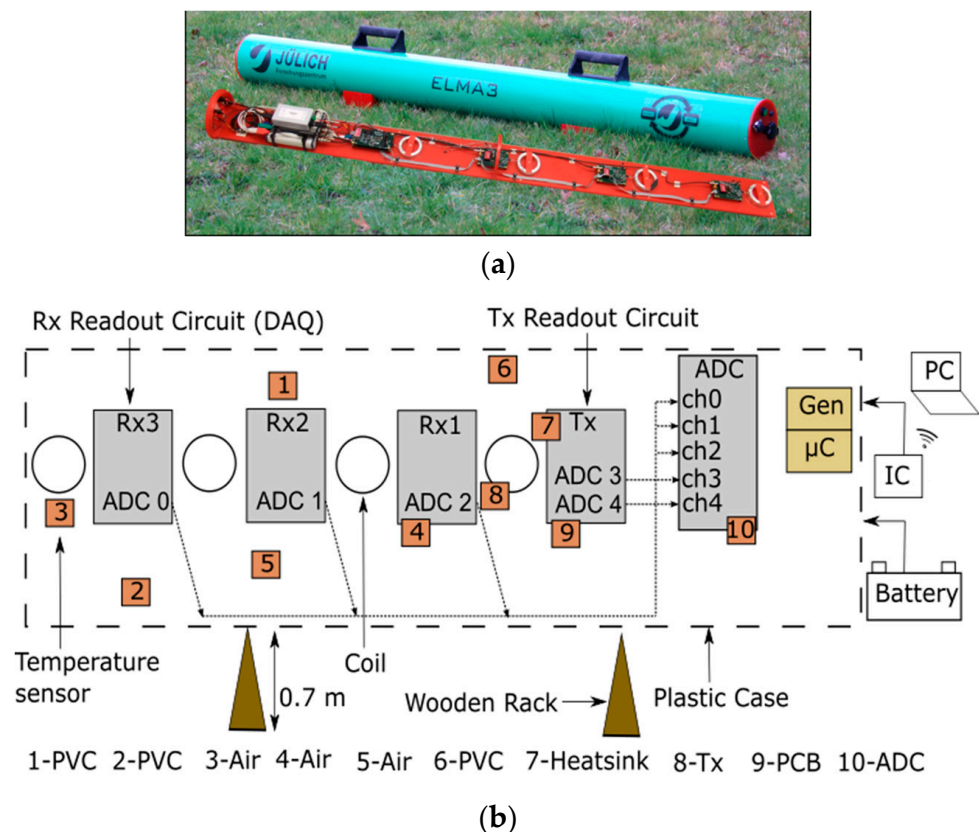 JÜLICH
Forschungszentrum
ELMA3
(a)
Rx Readout Circuit (DAQ)
Tx Readout Circuit
6
1
ADC
PC
Rx3
Rx2
Rx1
7
Tx
ch0
ch1
ch2
ch3
ch4
Gen
µC
IC
3
ADC 0
ADC 1
ADC 2
8
ADC 3
ADC 4
4
9
10
5
2
Battery
Temperature
sensor
0.7 m
Coil
Wooden Rack
Plastic Case
1-PVC 2-PVC 3-Air 4-Air 5-Air 6-PVC 7-Heatsink 8-Tx 9-PCB 10-ADC
(b)